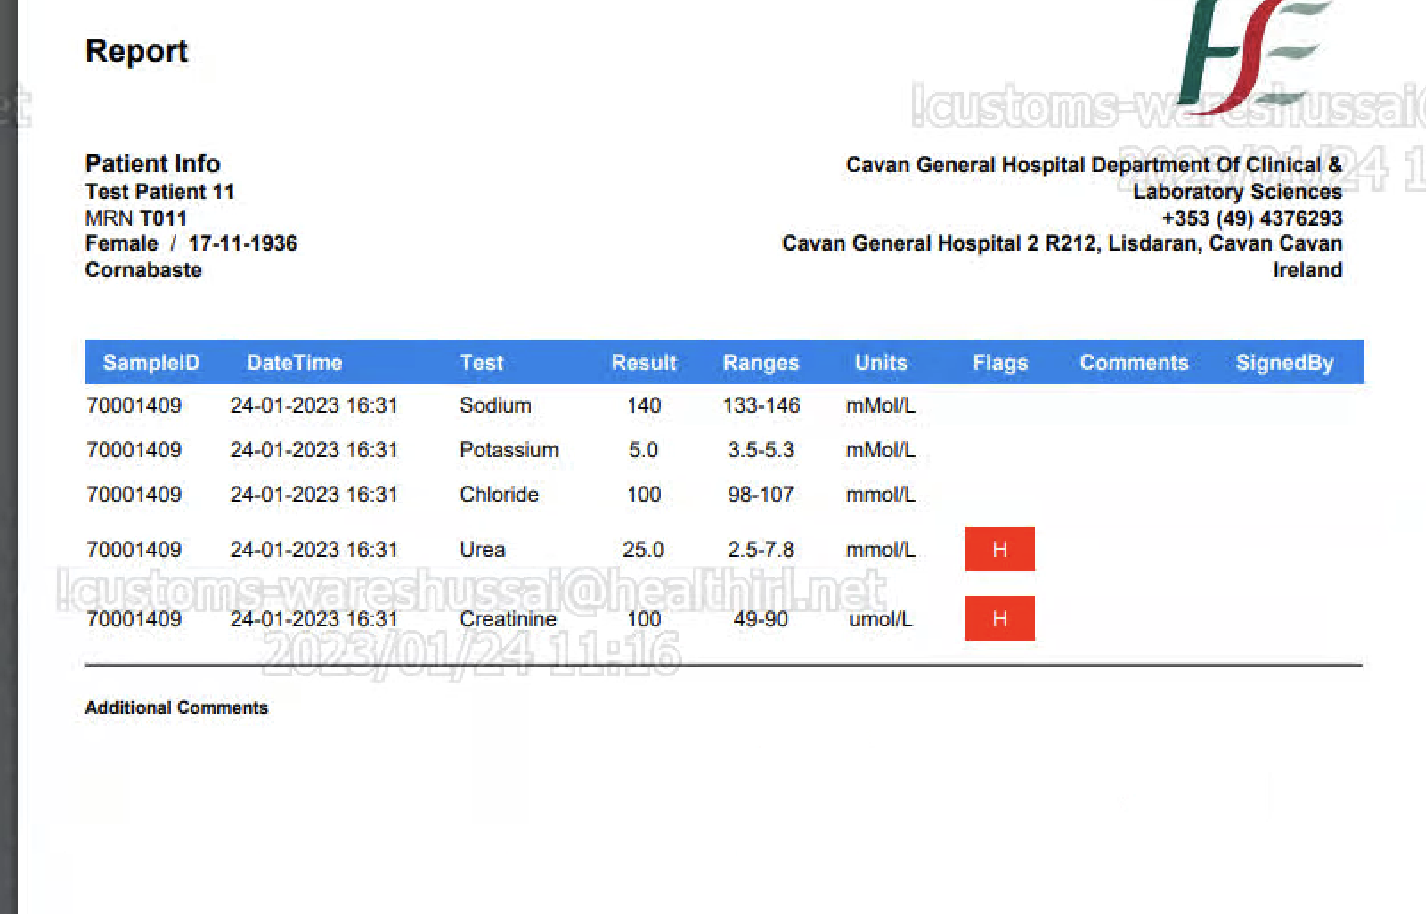 Report
HSE
et
!customs-wareshussai@
2023/01/24 1
Patient Info
Test Patient 11
MRN T011
Female / 17-11-1936
Cornabaste
Cavan General Hospital Department Of Clinical &
Laboratory Sciences
+353 (49) 4376293
Cavan General Hospital 2 R212, Lisdaran, Cavan Cavan
Ireland
SampleID DateTime Test Result Ranges Units Flags Comments SignedBy
70001409 24-01-2023 16:31 Sodium 140 133-146 mMol/L
70001409 24-01-2023 16:31 Potassium 5.0 3.5-5.3 mMol/L
70001409 24-01-2023 16:31 Chloride 100 98-107 mmol/L
70001409 24-01-2023 16:31 Urea 25.0 2.5-7.8 mmol/L H
!customs-wareshussai@healthirl.net
70001409 24-01-2023 16:31 Creatinine 100 49-90 umol/L H
2023/01/24 11:16
Additional Comments